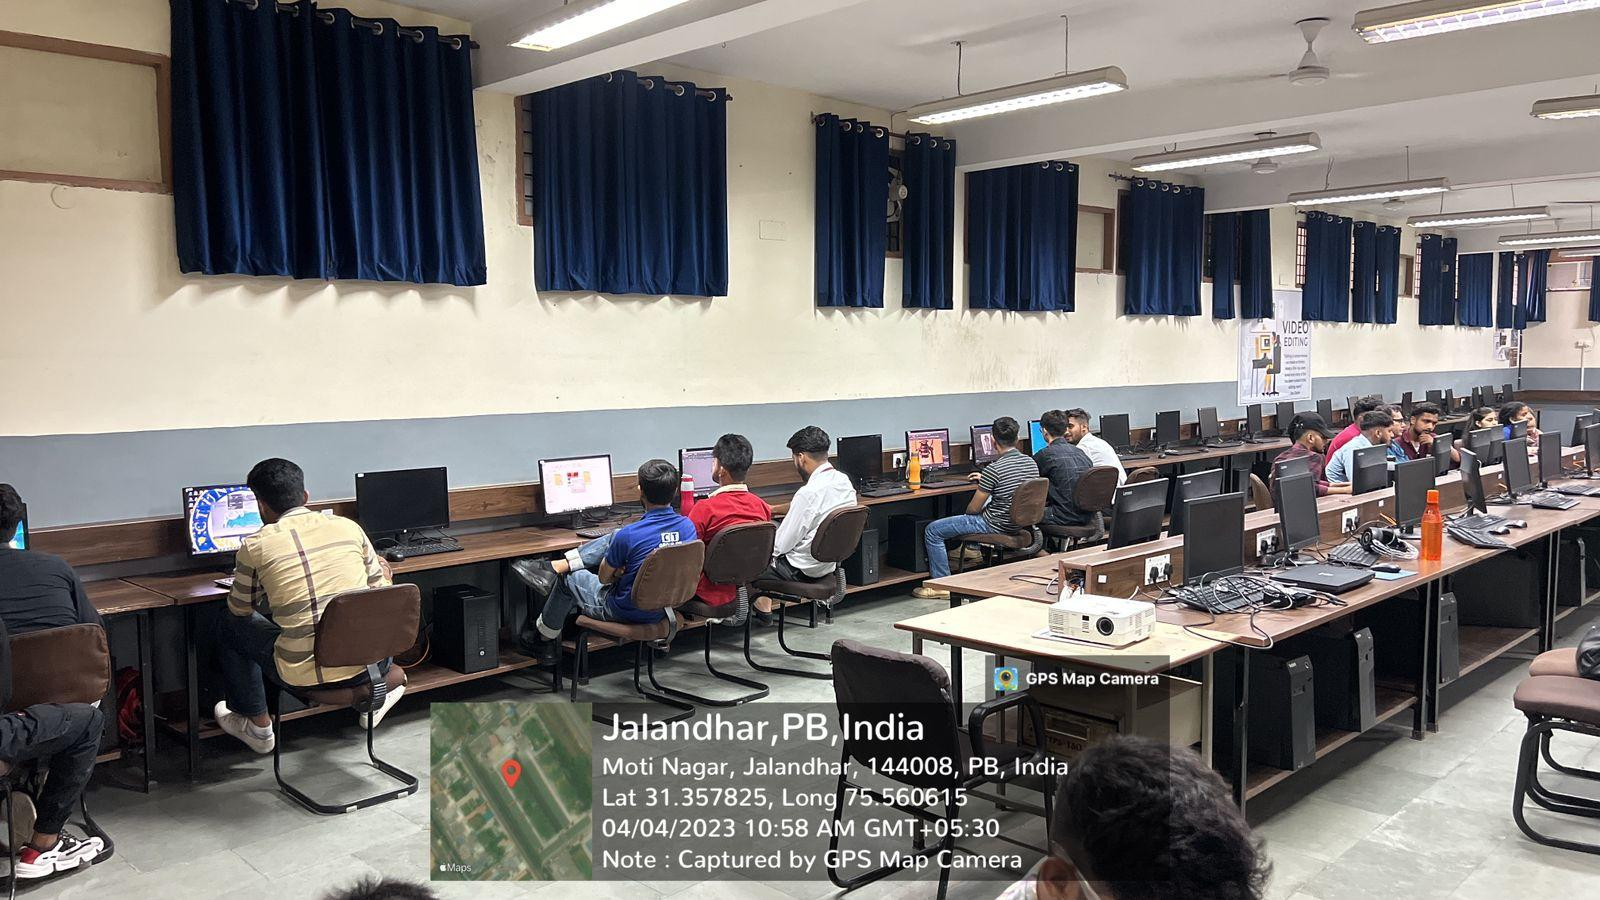 VIDEO
EDITING
CT
GPS Map Camera
Jalandhar,PB,India
Moti Nagar, Jalandhar, 144008, PB, India
Lat 31.357825, Long 75.560615
04/04/2023 10:58 AM GMT+05:30
Note : Captured by GPS Map Camera
Maps